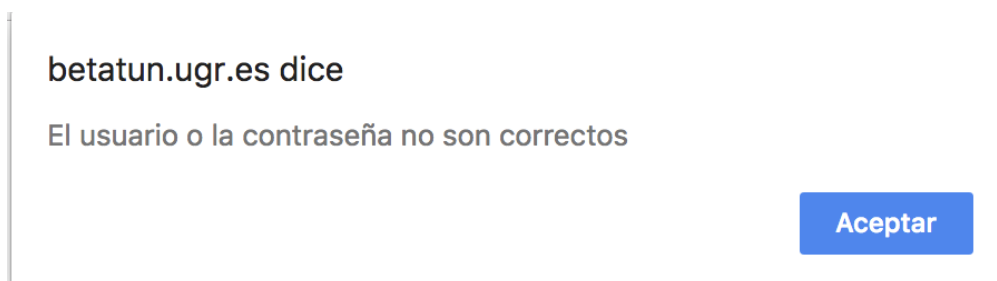 betatun.ugr.es dice
El usuario o la contraseña no son correctos
Aceptar